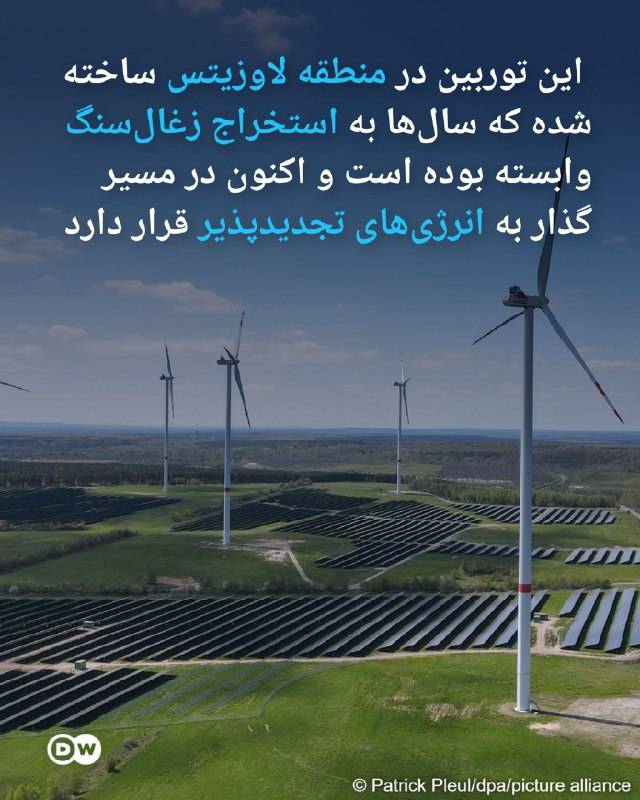 این توربین در منطقه لاوزیتس ساخته
شده که سال‌ها به استخراج زغال‌سنگ
وابسته بوده است و اکنون در مسیر
گذار به انرژی‌های تجدیدپذیر قرار دارد
DW
© Patrick Pleul/dpa/picture alliance